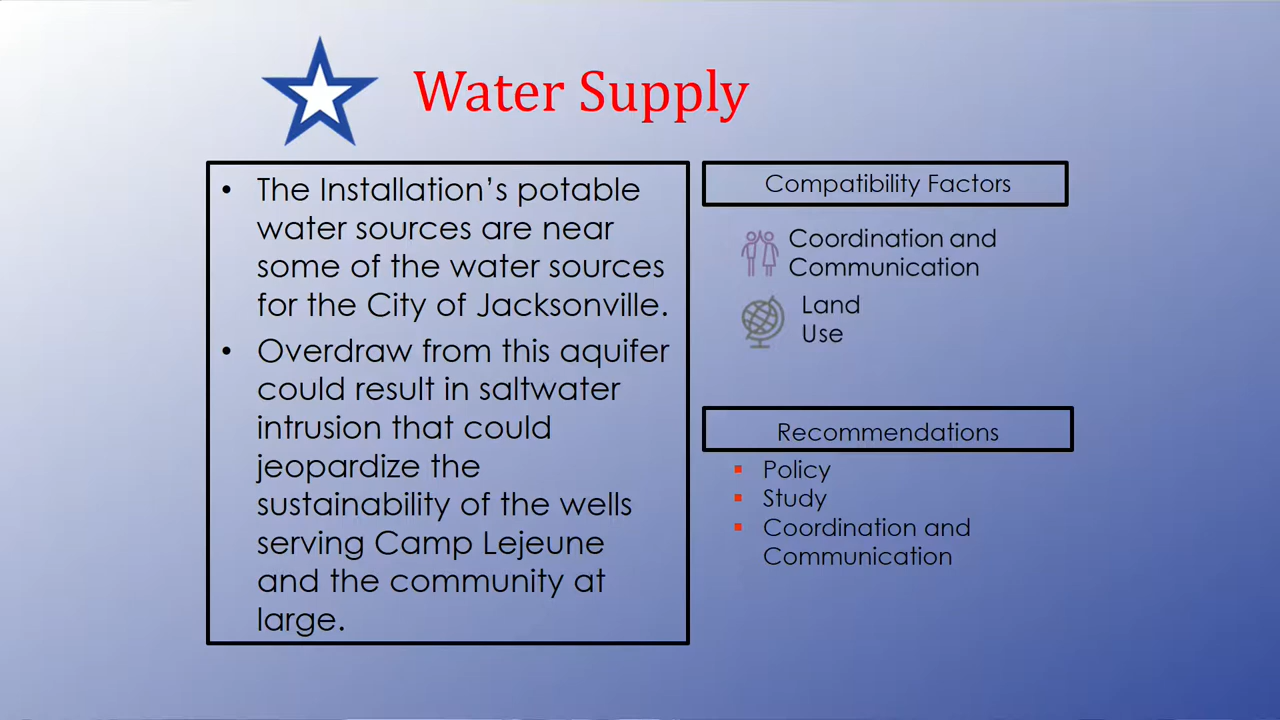 Water Supply
• The Installation’s potable
water sources are near
some of the water sources
for the City of Jacksonville.
• Overdraw from this aquifer
could result in saltwater
intrusion that could
jeopardize the
sustainability of the wells
serving Camp Lejeune
and the community at
large.
Compatibility Factors
Coordination and
Communication
Land
Use
Recommendations
▪ Policy
▪ Study
▪ Coordination and
Communication